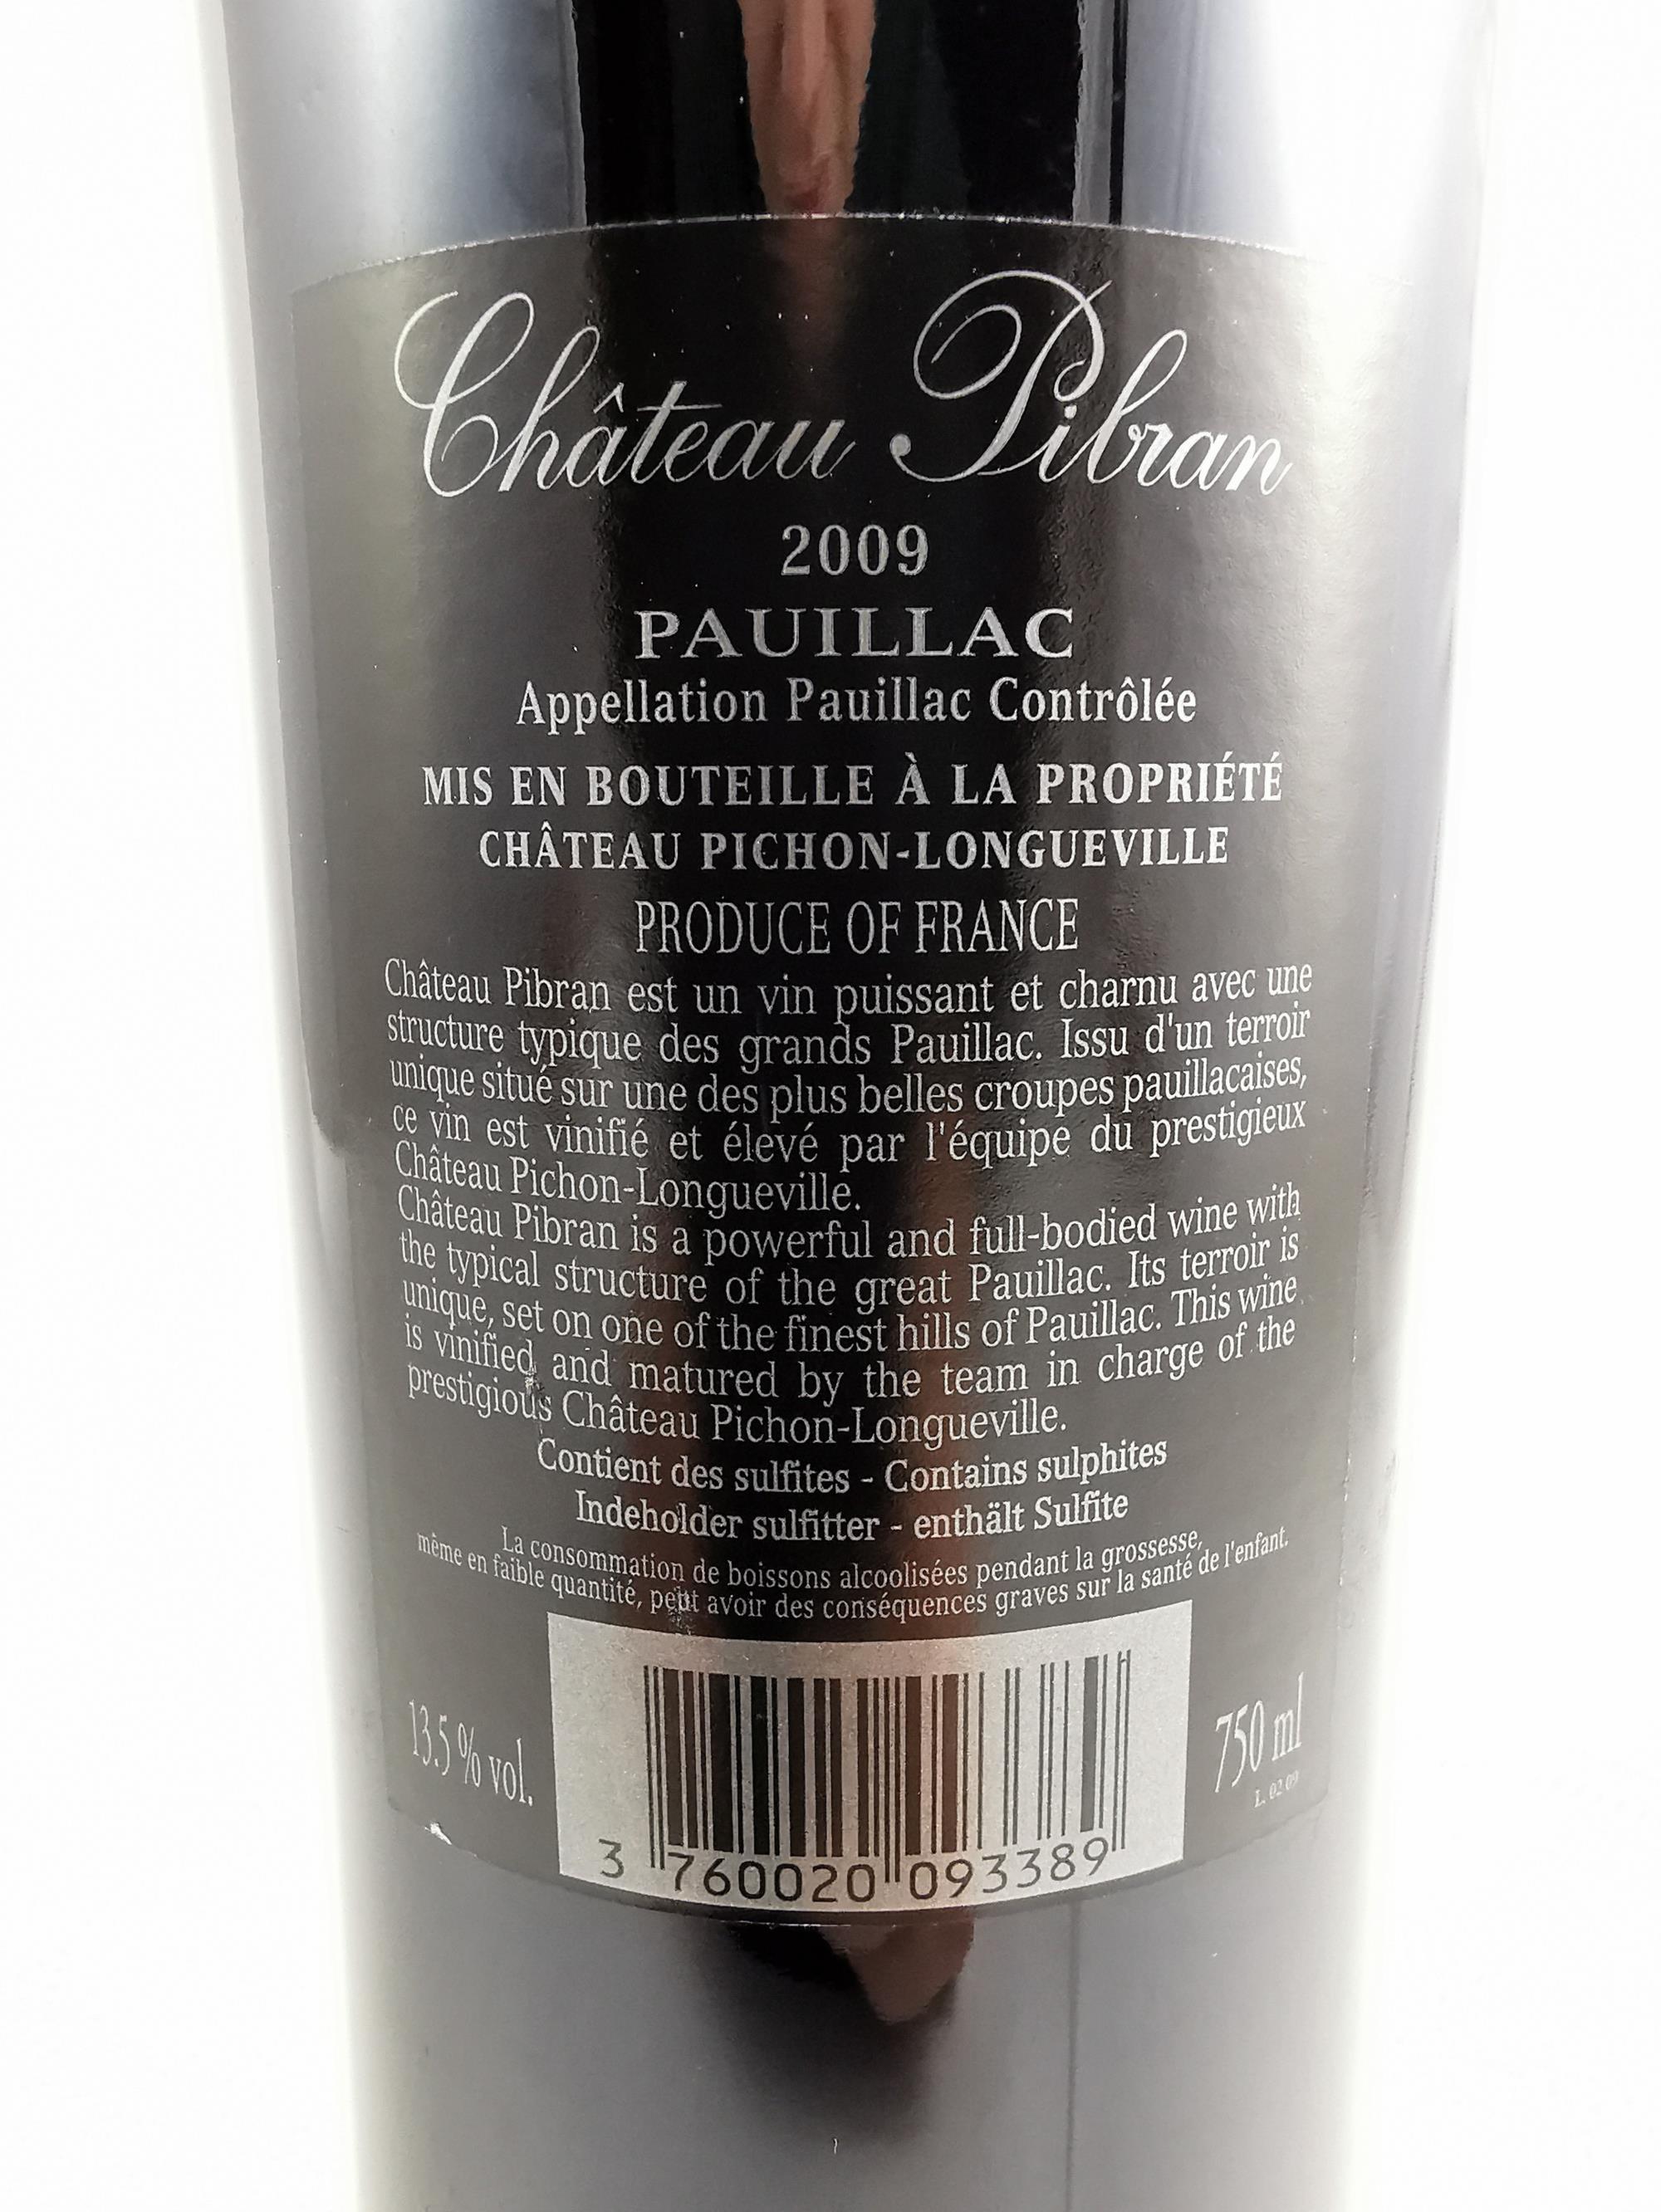 Château Pibran
2009
PAUILLAC
Appellation Pauillac Contrôlée
MIS EN BOUTEILLE À LA PROPRIÉTÉ
CHÂTEAU PICHON-LONGUEVILLE
PRODUCE OF FRANCE
Château Pibran est un vin puissant et charnu avec une
structure typique des grands Pauillac. Issu d'un terroir
unique situé sur une des plus belles croupes pauillacaises,
ce vin est vinifié et élevé par l'équipe du prestigieux
Château Pichon-Longueville.
Château Pibran is a powerful and full-bodied wine with
the typical structure of the great Pauillac. Its terroir is
unique, set on one of the finest hills of Pauillac. This wine
is vinified and matured by the team in charge of the
prestigious Château Pichon-Longueville.
Contient des sulfites - Contains sulphites
Indeholder sulfitter - enthält Sulfite
La consommation de boissons alcoolisées pendant la grossesse,
même en faible quantité, peut avoir des conséquences graves sur la santé de l'enfant.
13.5 % vol.
750 ml
L. 02.09
3 760020 093389